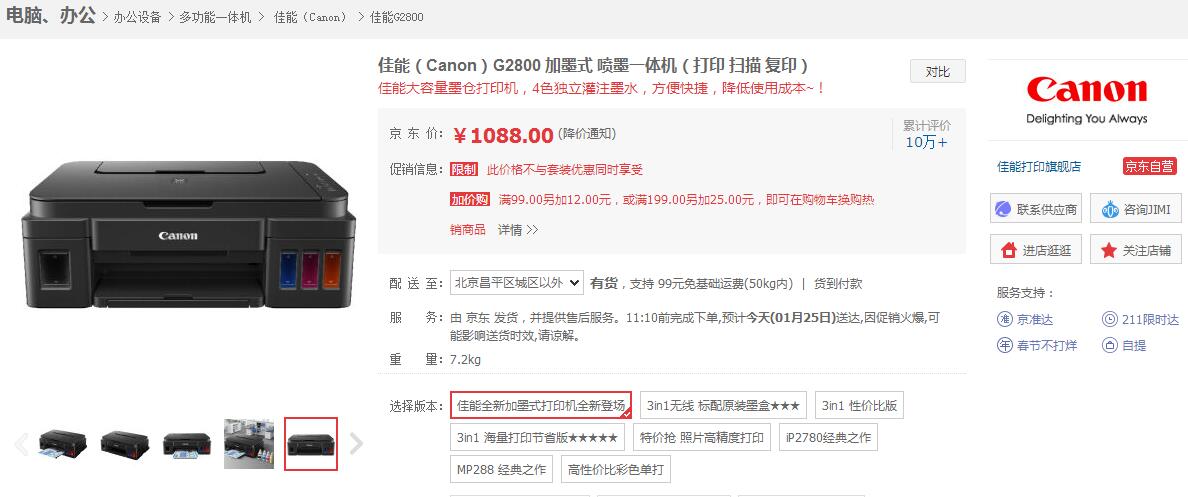 电脑、办公 > 办公设备 > 多功能一体机 > 佳能（Canon） > 佳能G2800
佳能（Canon）G2800 加墨式 喷墨一体机（打印 扫描 复印）
对比
佳能大容量墨仓打印机，4色独立灌注墨水，方便快捷，降低使用成本~！
京 东 价： ￥1088.00 (降价通知)
累计评价
10万+
促销信息： 限制 此价格不与套装优惠同时享受
加价购 满99.00另加12.00元，或满199.00另加25.00元，即可在购物车换购热
销商品 详情 >>
配 送 至： 北京昌平区城区以外 有货，支持 99元免基础运费(50kg内) | 货到付款
服 务： 由 京东 发货，并提供售后服务。11:10前完成下单,预计今天(01月25日)送达,因促销火爆,可
能影响送货时效,请谅解。
重 量： 7.2kg
选择版本： 佳能全新加墨式打印机全新登场 3in1无线 标配原装墨盒★★★ 3in1 性价比版
3in1 海量打印节省版★★★★★ 特价抢 照片高精度打印 iP2780经典之作
MP288 经典之作 高性价比彩色单打
Canon
Canon
Delighting You Always
佳能打印旗舰店 京东自营
联系供应商 咨询JIMI
进店逛逛 关注店铺
服务支持：
准 京准达 211限时达
年 春节不打烊 自提